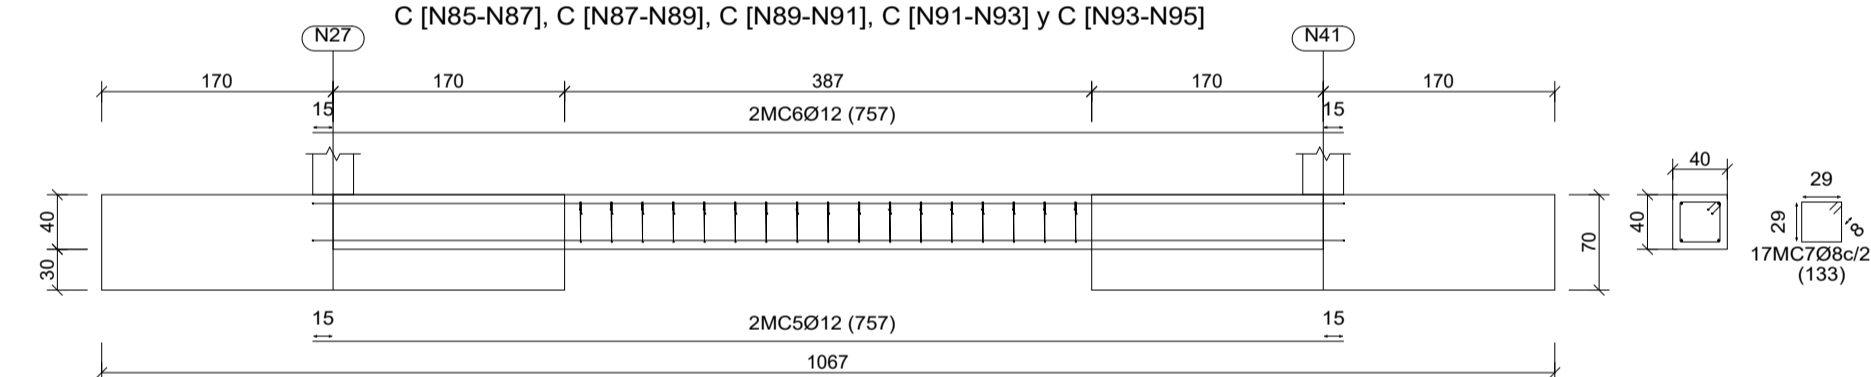 C [N85-N87], C [N87-N89], C [N89-N91], C [N91-N93] y C [N93-N95]
N27 N41
170 170 387 170 170
15 2MC6Ø12 (757) 15
40
30
70
40
40
29
29
8
17MC7Ø8c/2
(133)
15 2MC5Ø12 (757) 15
1067